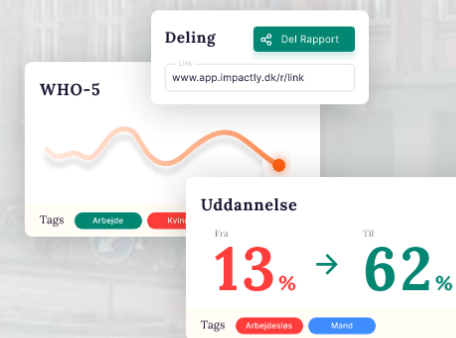 Deling
Del Rapport
Link
www.app.impactly.dk/r/link
WHO-5
Tags
Arbejde
Uddannelse
Fra
Til
13%
62%
Tags
Arbejdesløs
Mand